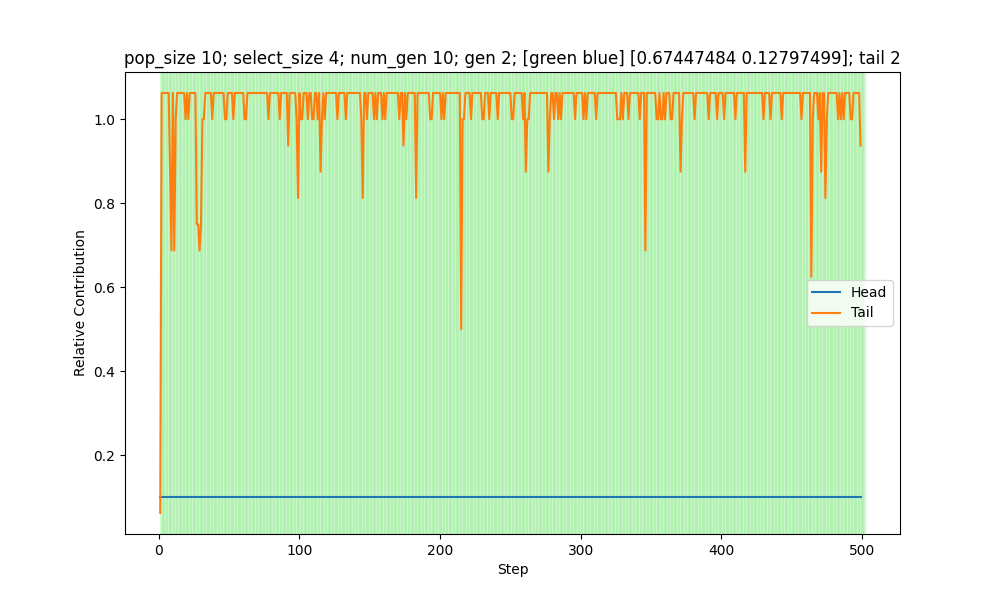 pop_size 10; select_size 4; num_gen 10; gen 2; [green blue] [0.67447484 0.12797499]; tail 2
1.0
0.8
0.6
0.4
0.2
Relative Contribution
Head
Tail
0 100 200 300 400 500
Step